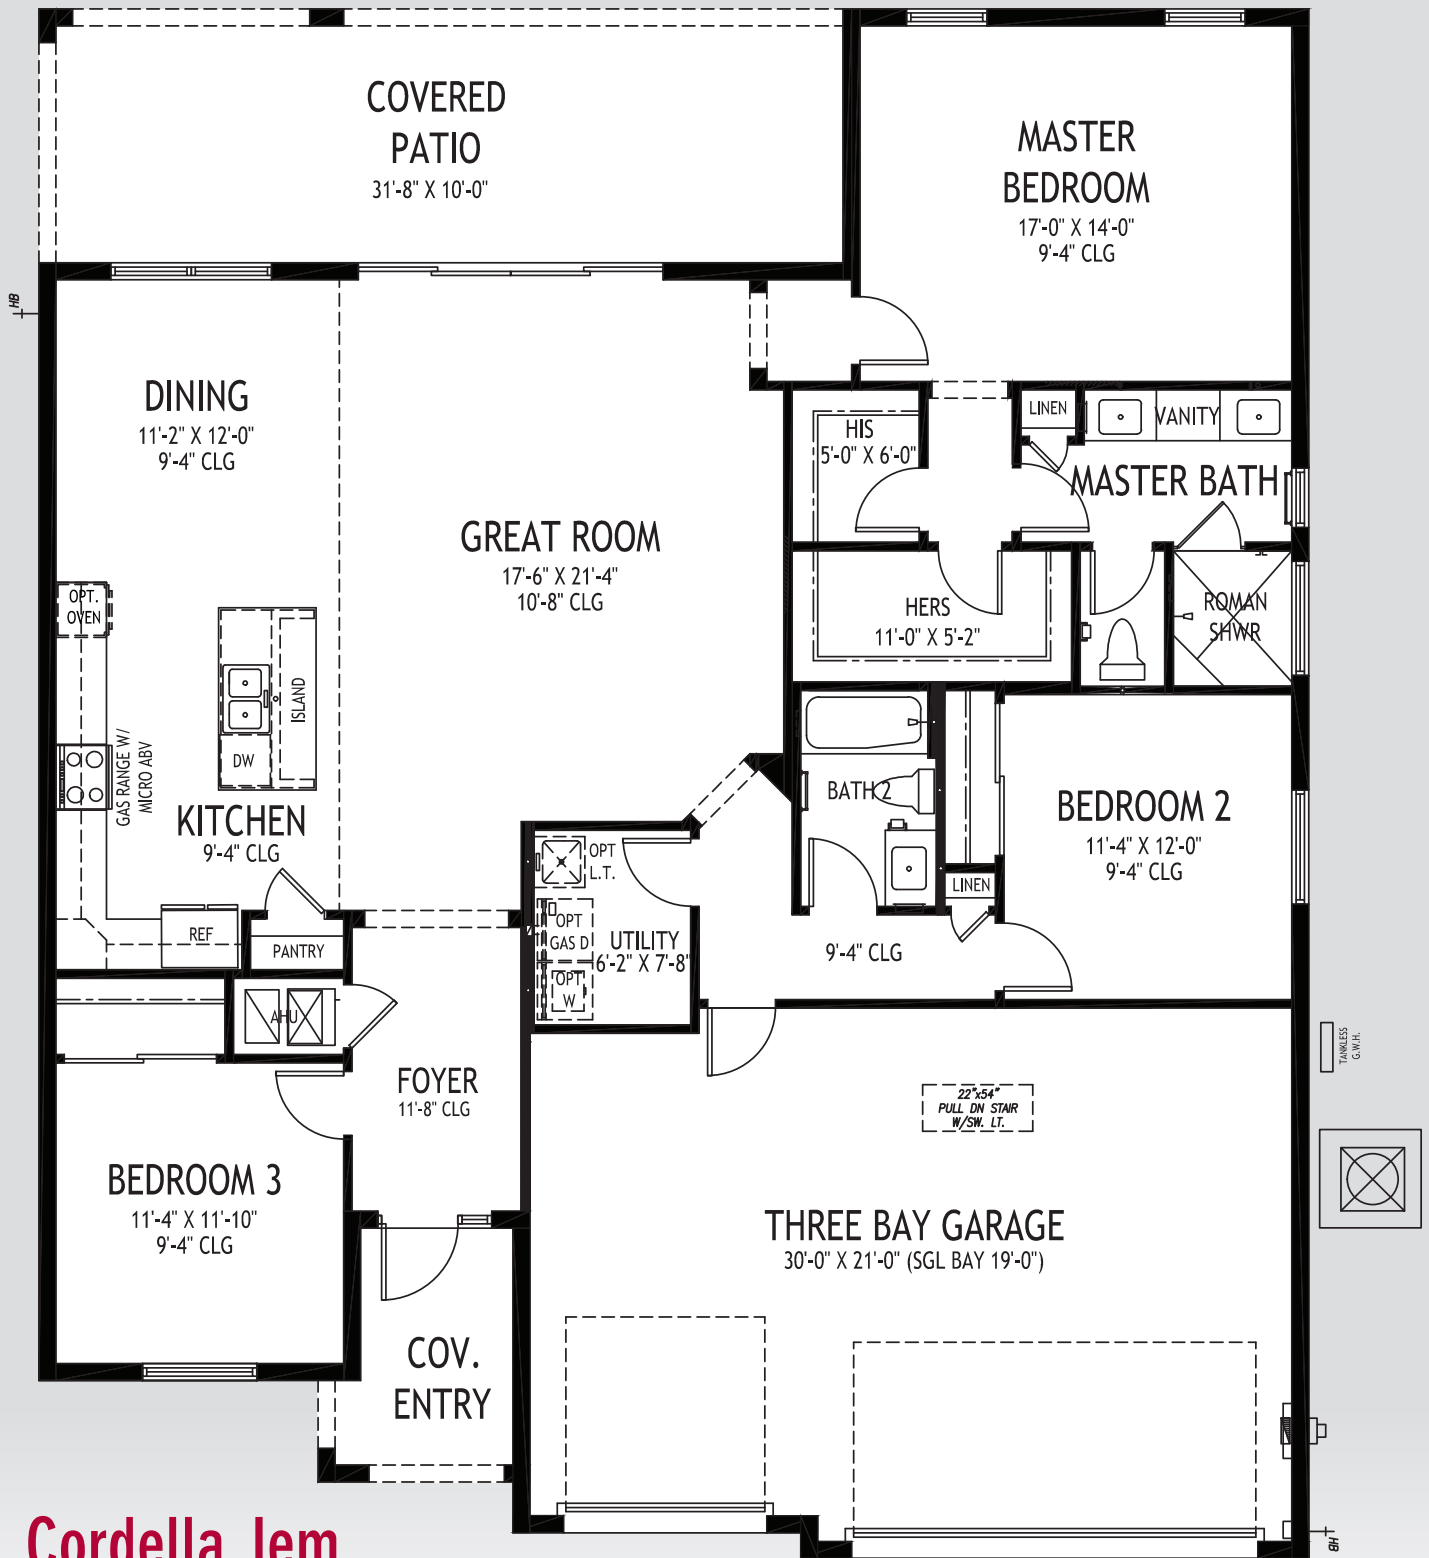 COVERED
PATIO
31'-8" X 10'-0"
MASTER
BEDROOM
17'-0" X 14'-0"
9'-4" CLG
HB
DINING
11'-2" X 12'-0"
9'-4" CLG
HIS
5'-0" X 6'-0"
LINEN
VANITY
MASTER BATH
GREAT ROOM
17'-6" X 21'-4"
10'-8" CLG
OPT.
OVEN
HERS
11'-0" X 5'-2"
ROMAN
SHWR
ISLAND
DW
GAS RANGE W/
MICRO ABV
KITCHEN
9'-4" CLG
BATH 2
BEDROOM 2
11'-4" X 12'-0"
9'-4" CLG
OPT
L.T.
LINEN
REF
PANTRY
OPT
GAS D
UTILITY
6'-2" X 7'-8"
OPT
W
9'-4" CLG
AHU
TANKLESS
G.W.H.
FOYER
11'-8" CLG
22"x54"
PULL DN STAIR
W/SW. LT.
BEDROOM 3
11'-4" X 11'-10"
9'-4" CLG
THREE BAY GARAGE
30'-0" X 21'-0" (SGL BAY 19'-0")
COV.
ENTRY
HB
Cordella Jem